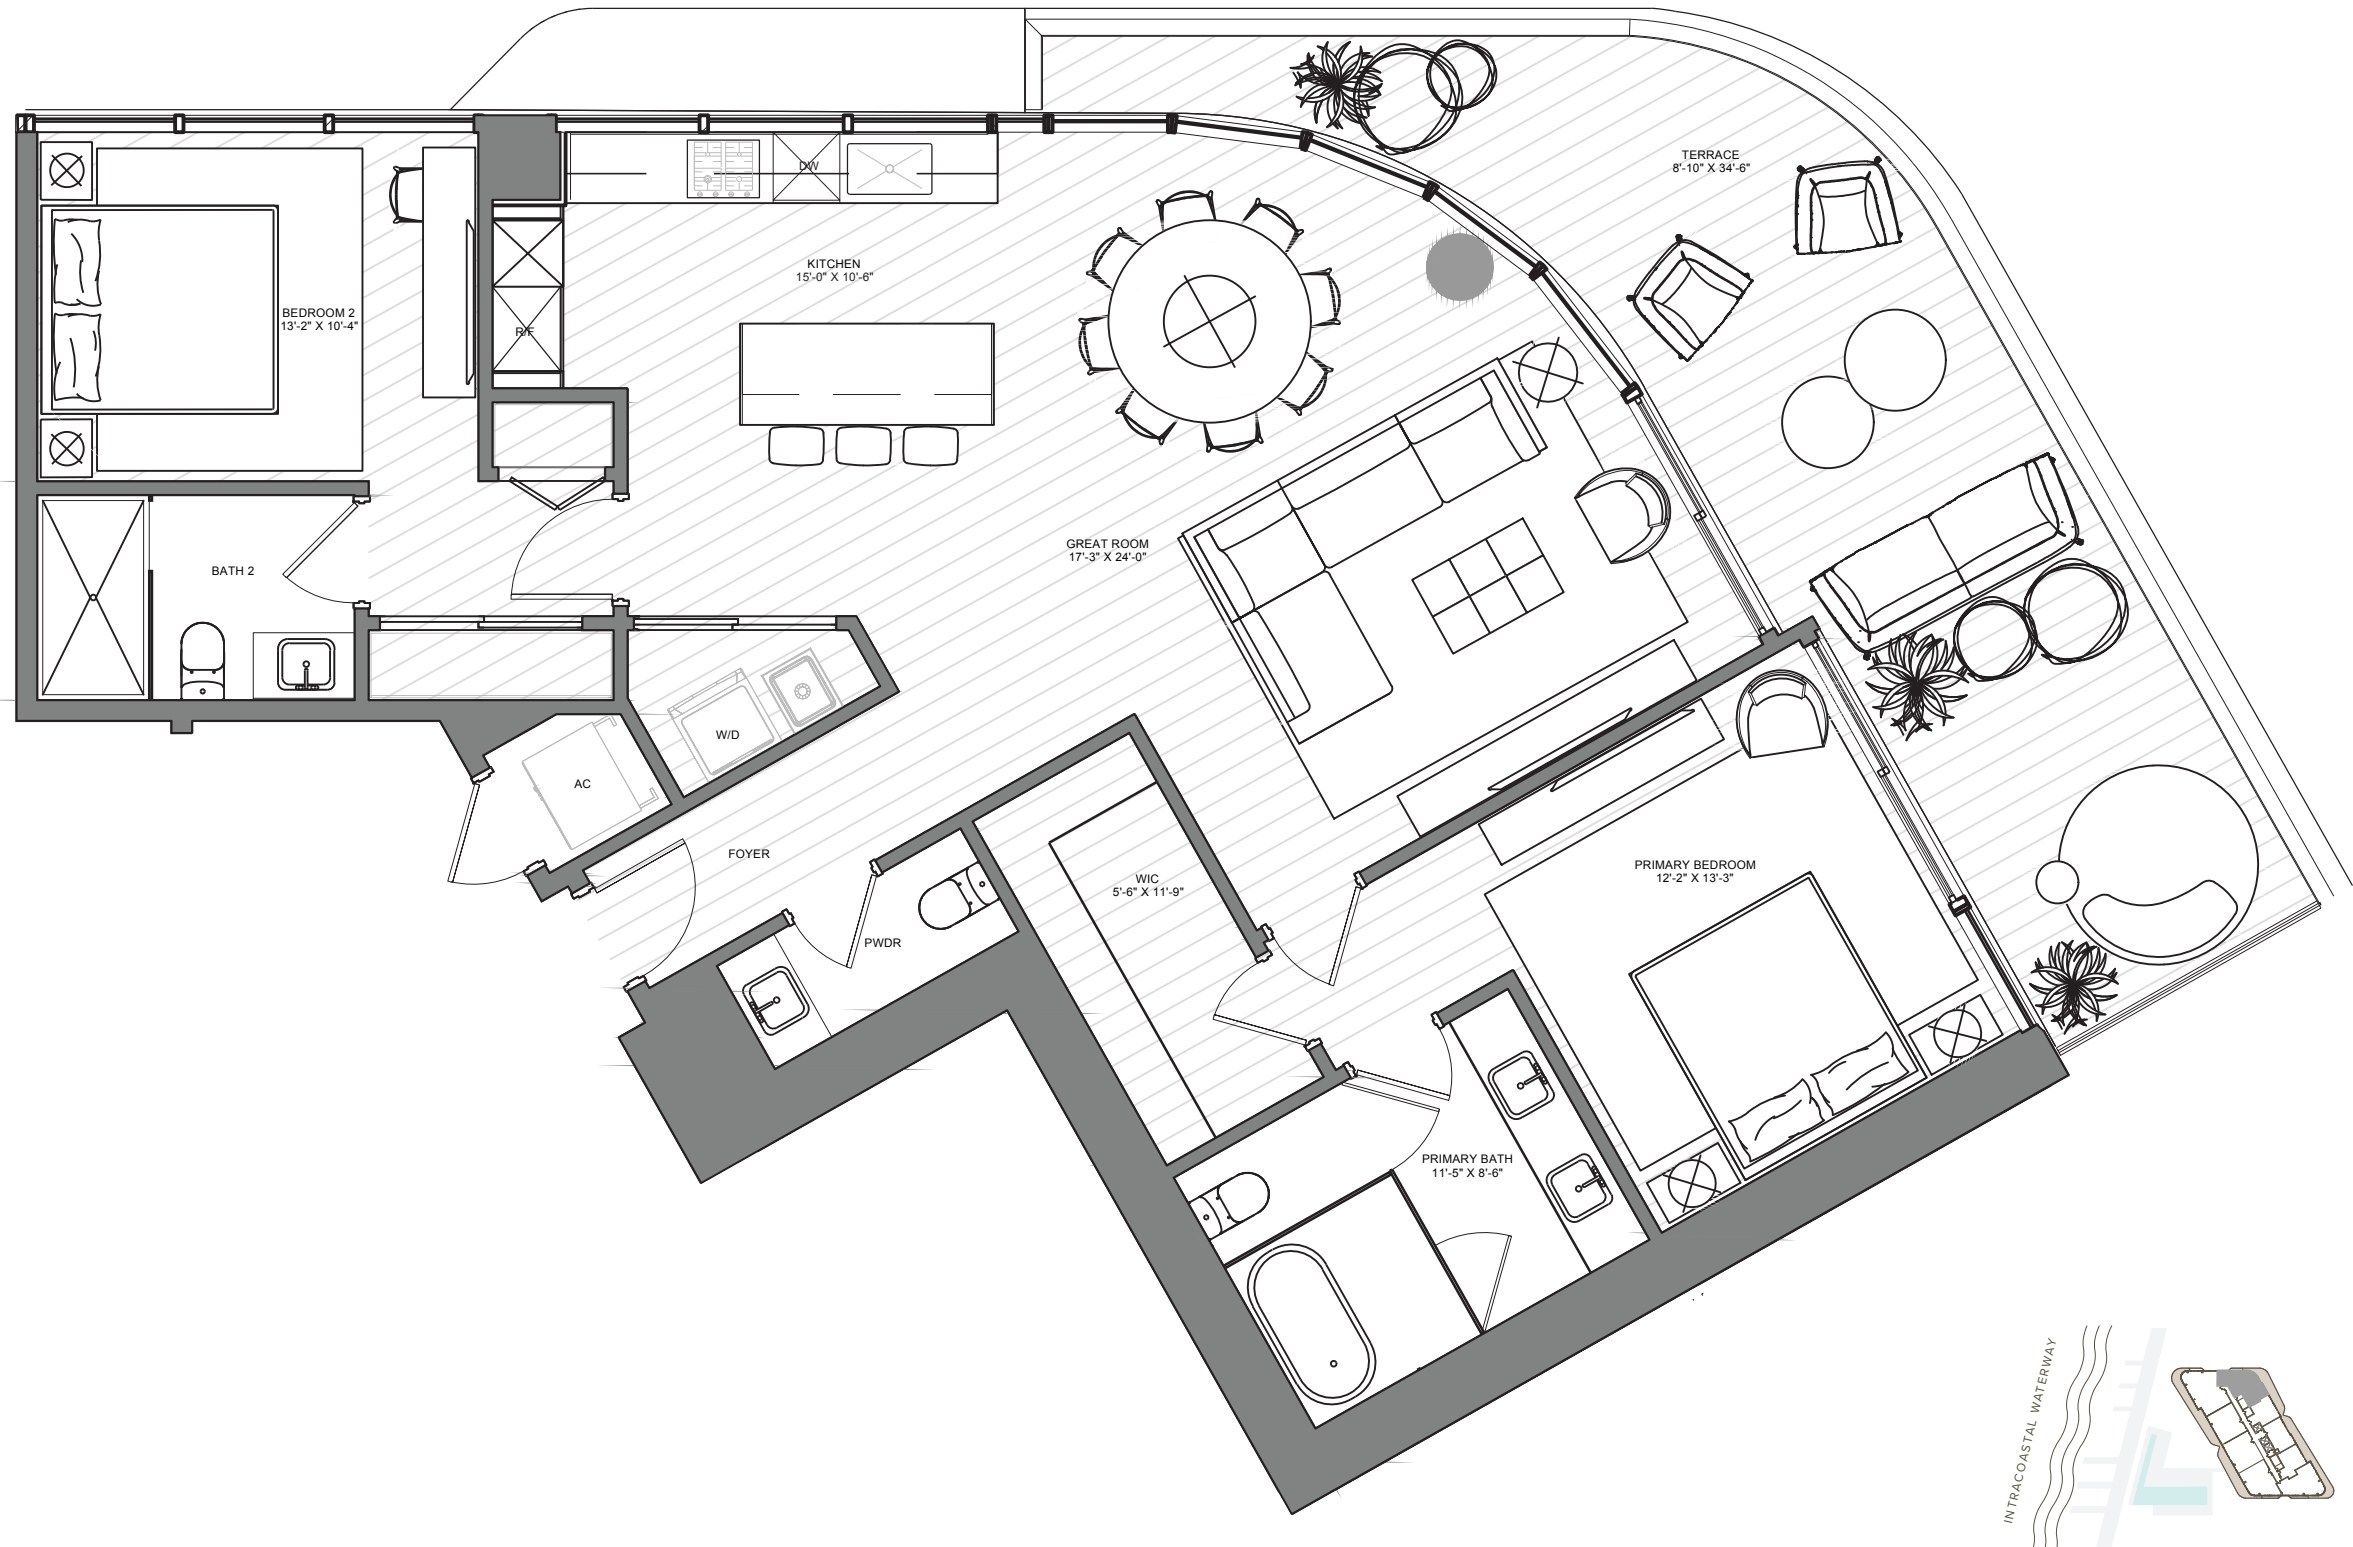 TERRACE
8'-10" X 34'-6"
DW
KITCHEN
15'-0" X 10'-6"
BEDROOM 2
13'-2" X 10'-4"
R/F
GREAT ROOM
17'-3" X 24'-0"
BATH 2
W/D
AC
FOYER
PRIMARY BEDROOM
12'-2" X 13'-3"
WIC
5'-6" X 11'-9"
PWDR
PRIMARY BATH
11'-5" X 8'-6"
INTRACOASTAL WATERWAY